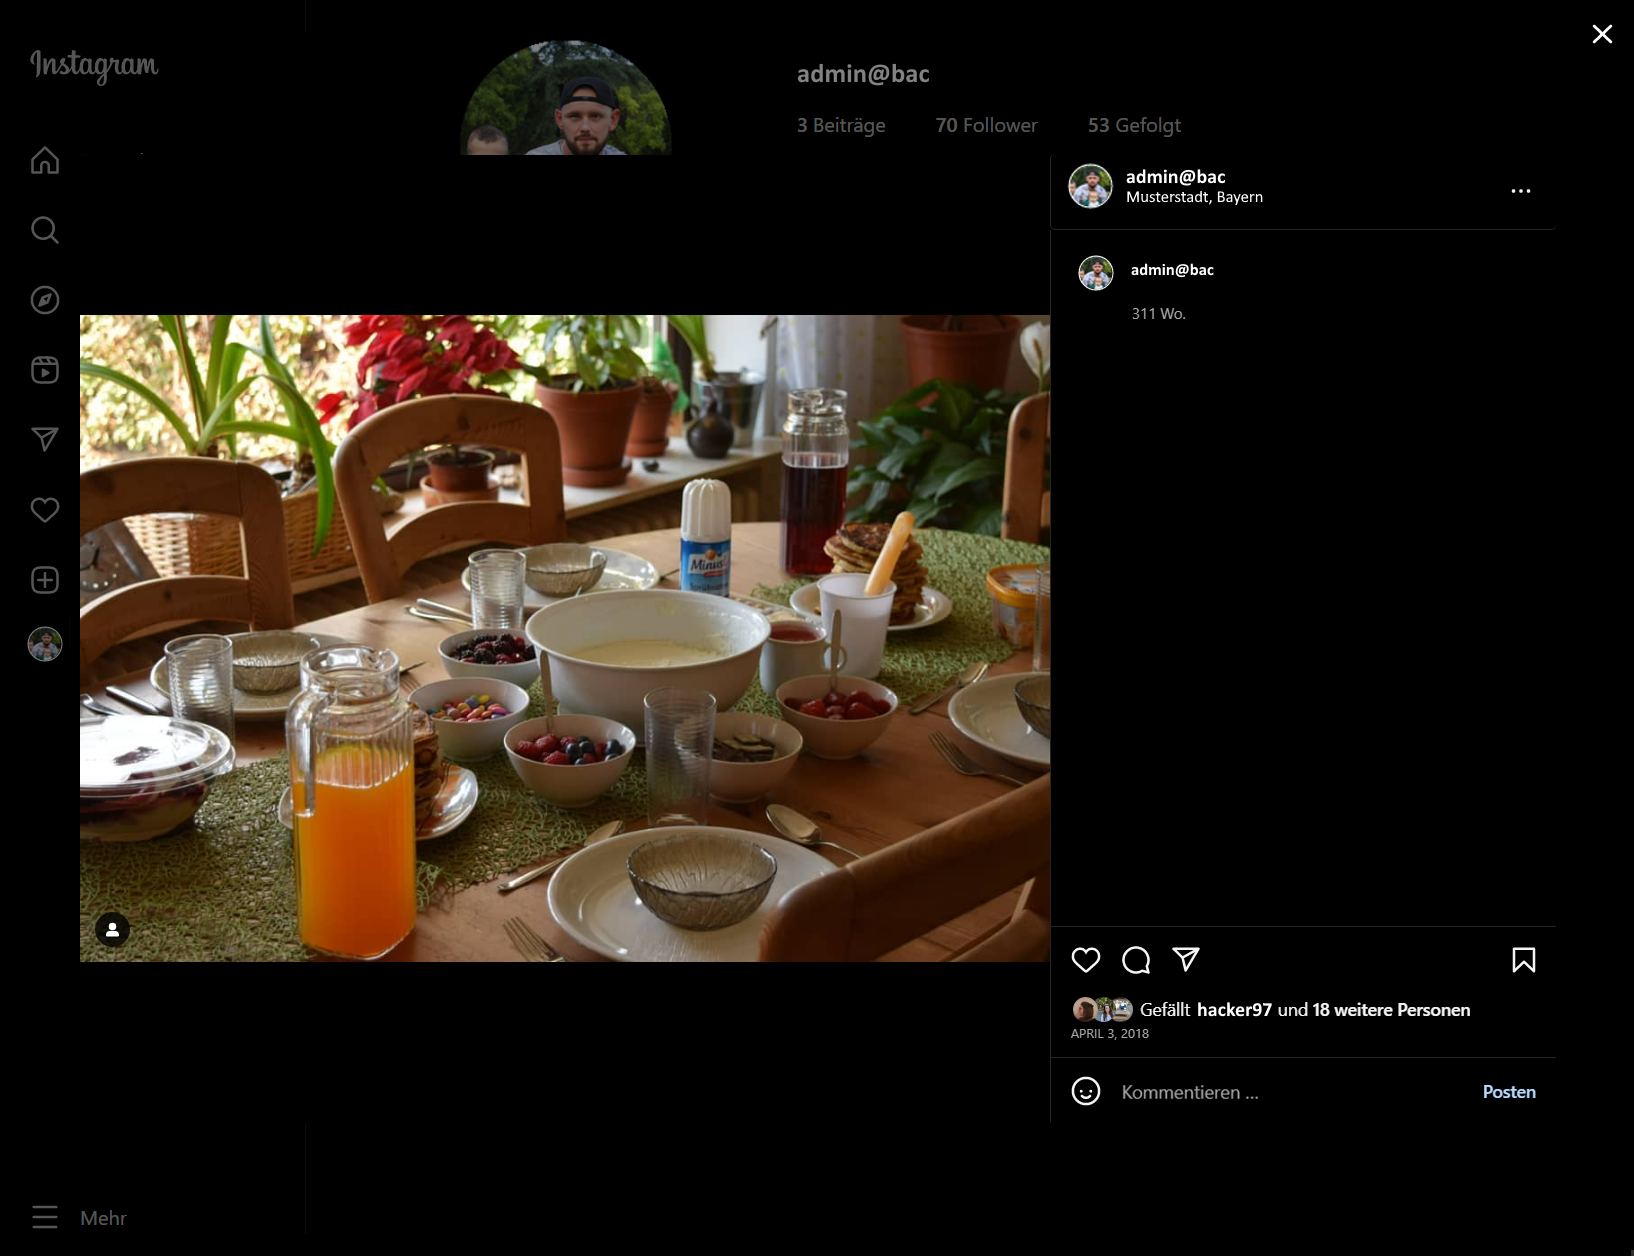 Instagram
admin@bac
3 Beiträge 70 Follower 53 Gefolgt
admin@bac
Musterstadt, Bayern
admin@bac
311 Wo.
Minus L
Gefällt hacker97 und 18 weitere Personen
APRIL 3, 2018
Kommentieren ...
Posten
Mehr